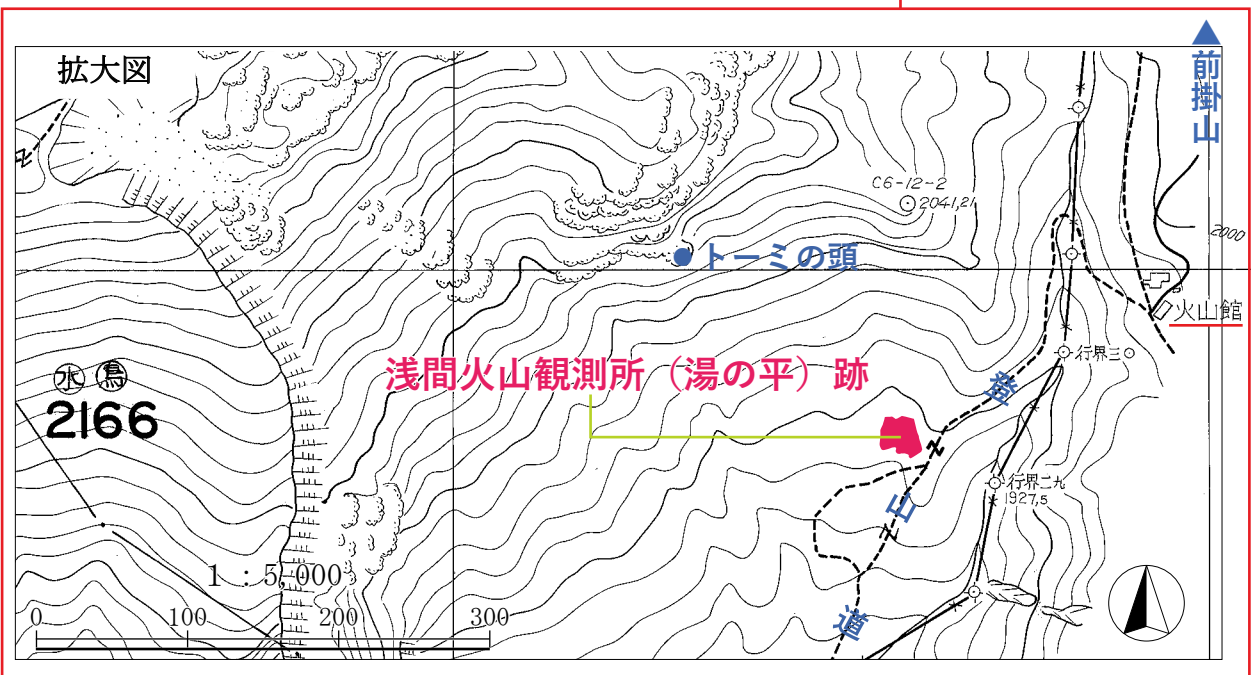 拡大図
前掛山
C6-12-2
2041,21
トーミの頭
2000
火山館
行界三〇
浅間火山観測所（湯の平）跡
水 鳥
2166
登山道
行界二九
1927,5
1 : 5,000
0 100 200 300